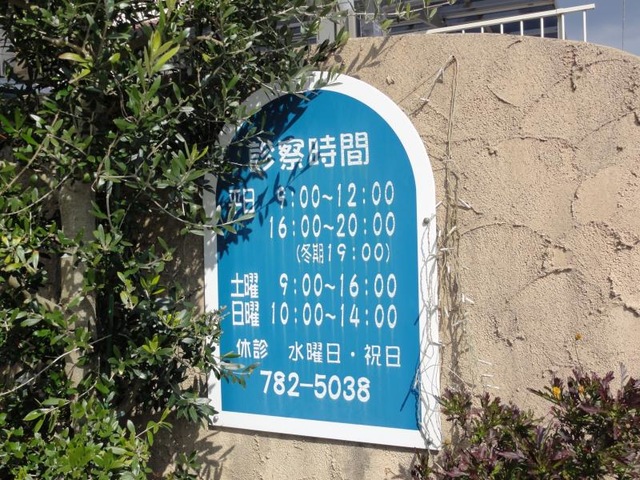 診察時間
平日 9:00~12:00
16:00~20:00
(冬期19:00)
土曜 9:00~16:00
日曜 10:00~14:00
休診 水曜日・祝日
782-5038